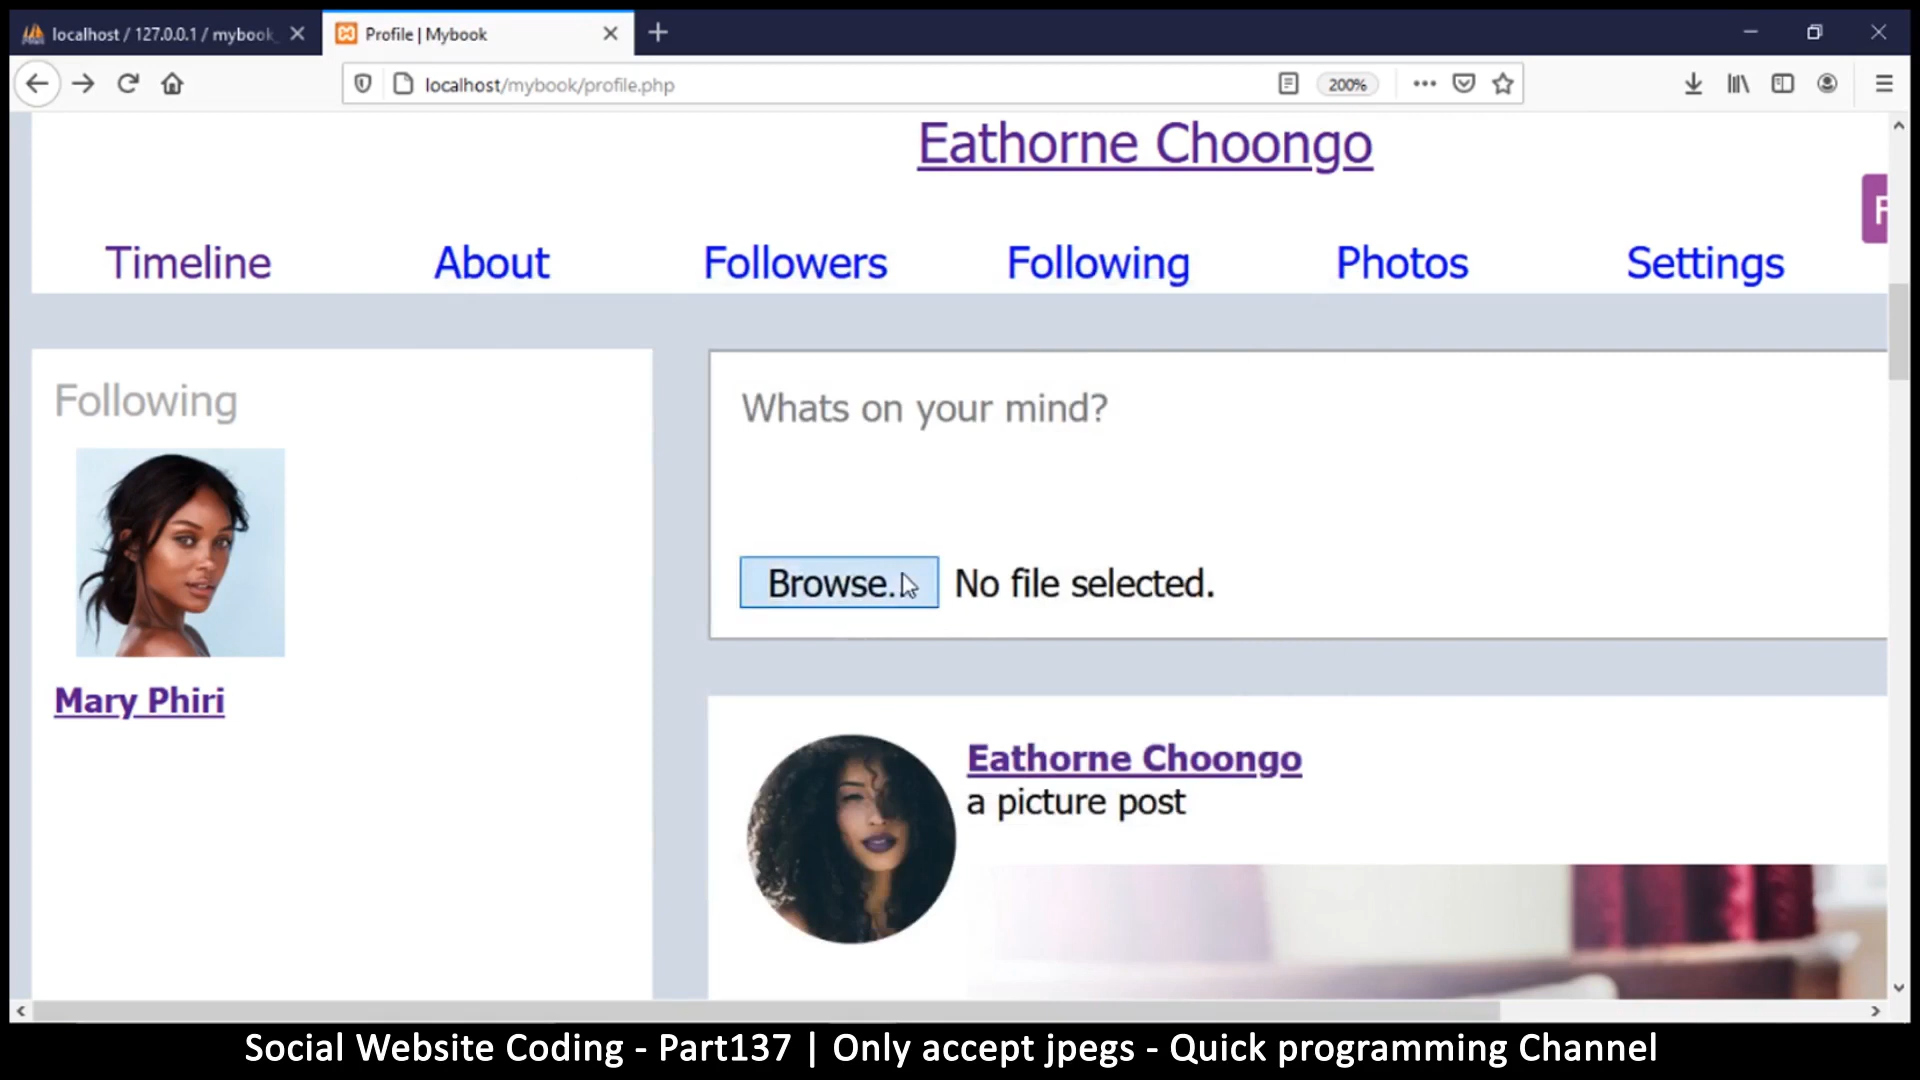 localhost / 127.0.0.1 / mybook_
Profile | Mybook
localhost/mybook/profile.php
200%
Eathorne Choongo
F
Timeline About Followers Following Photos Settings
Following
Whats on your mind?
Browse.. No file selected.
Mary Phiri
Eathorne Choongo
a picture post
Social Website Coding - Part137 | Only accept jpegs - Quick programming Channel